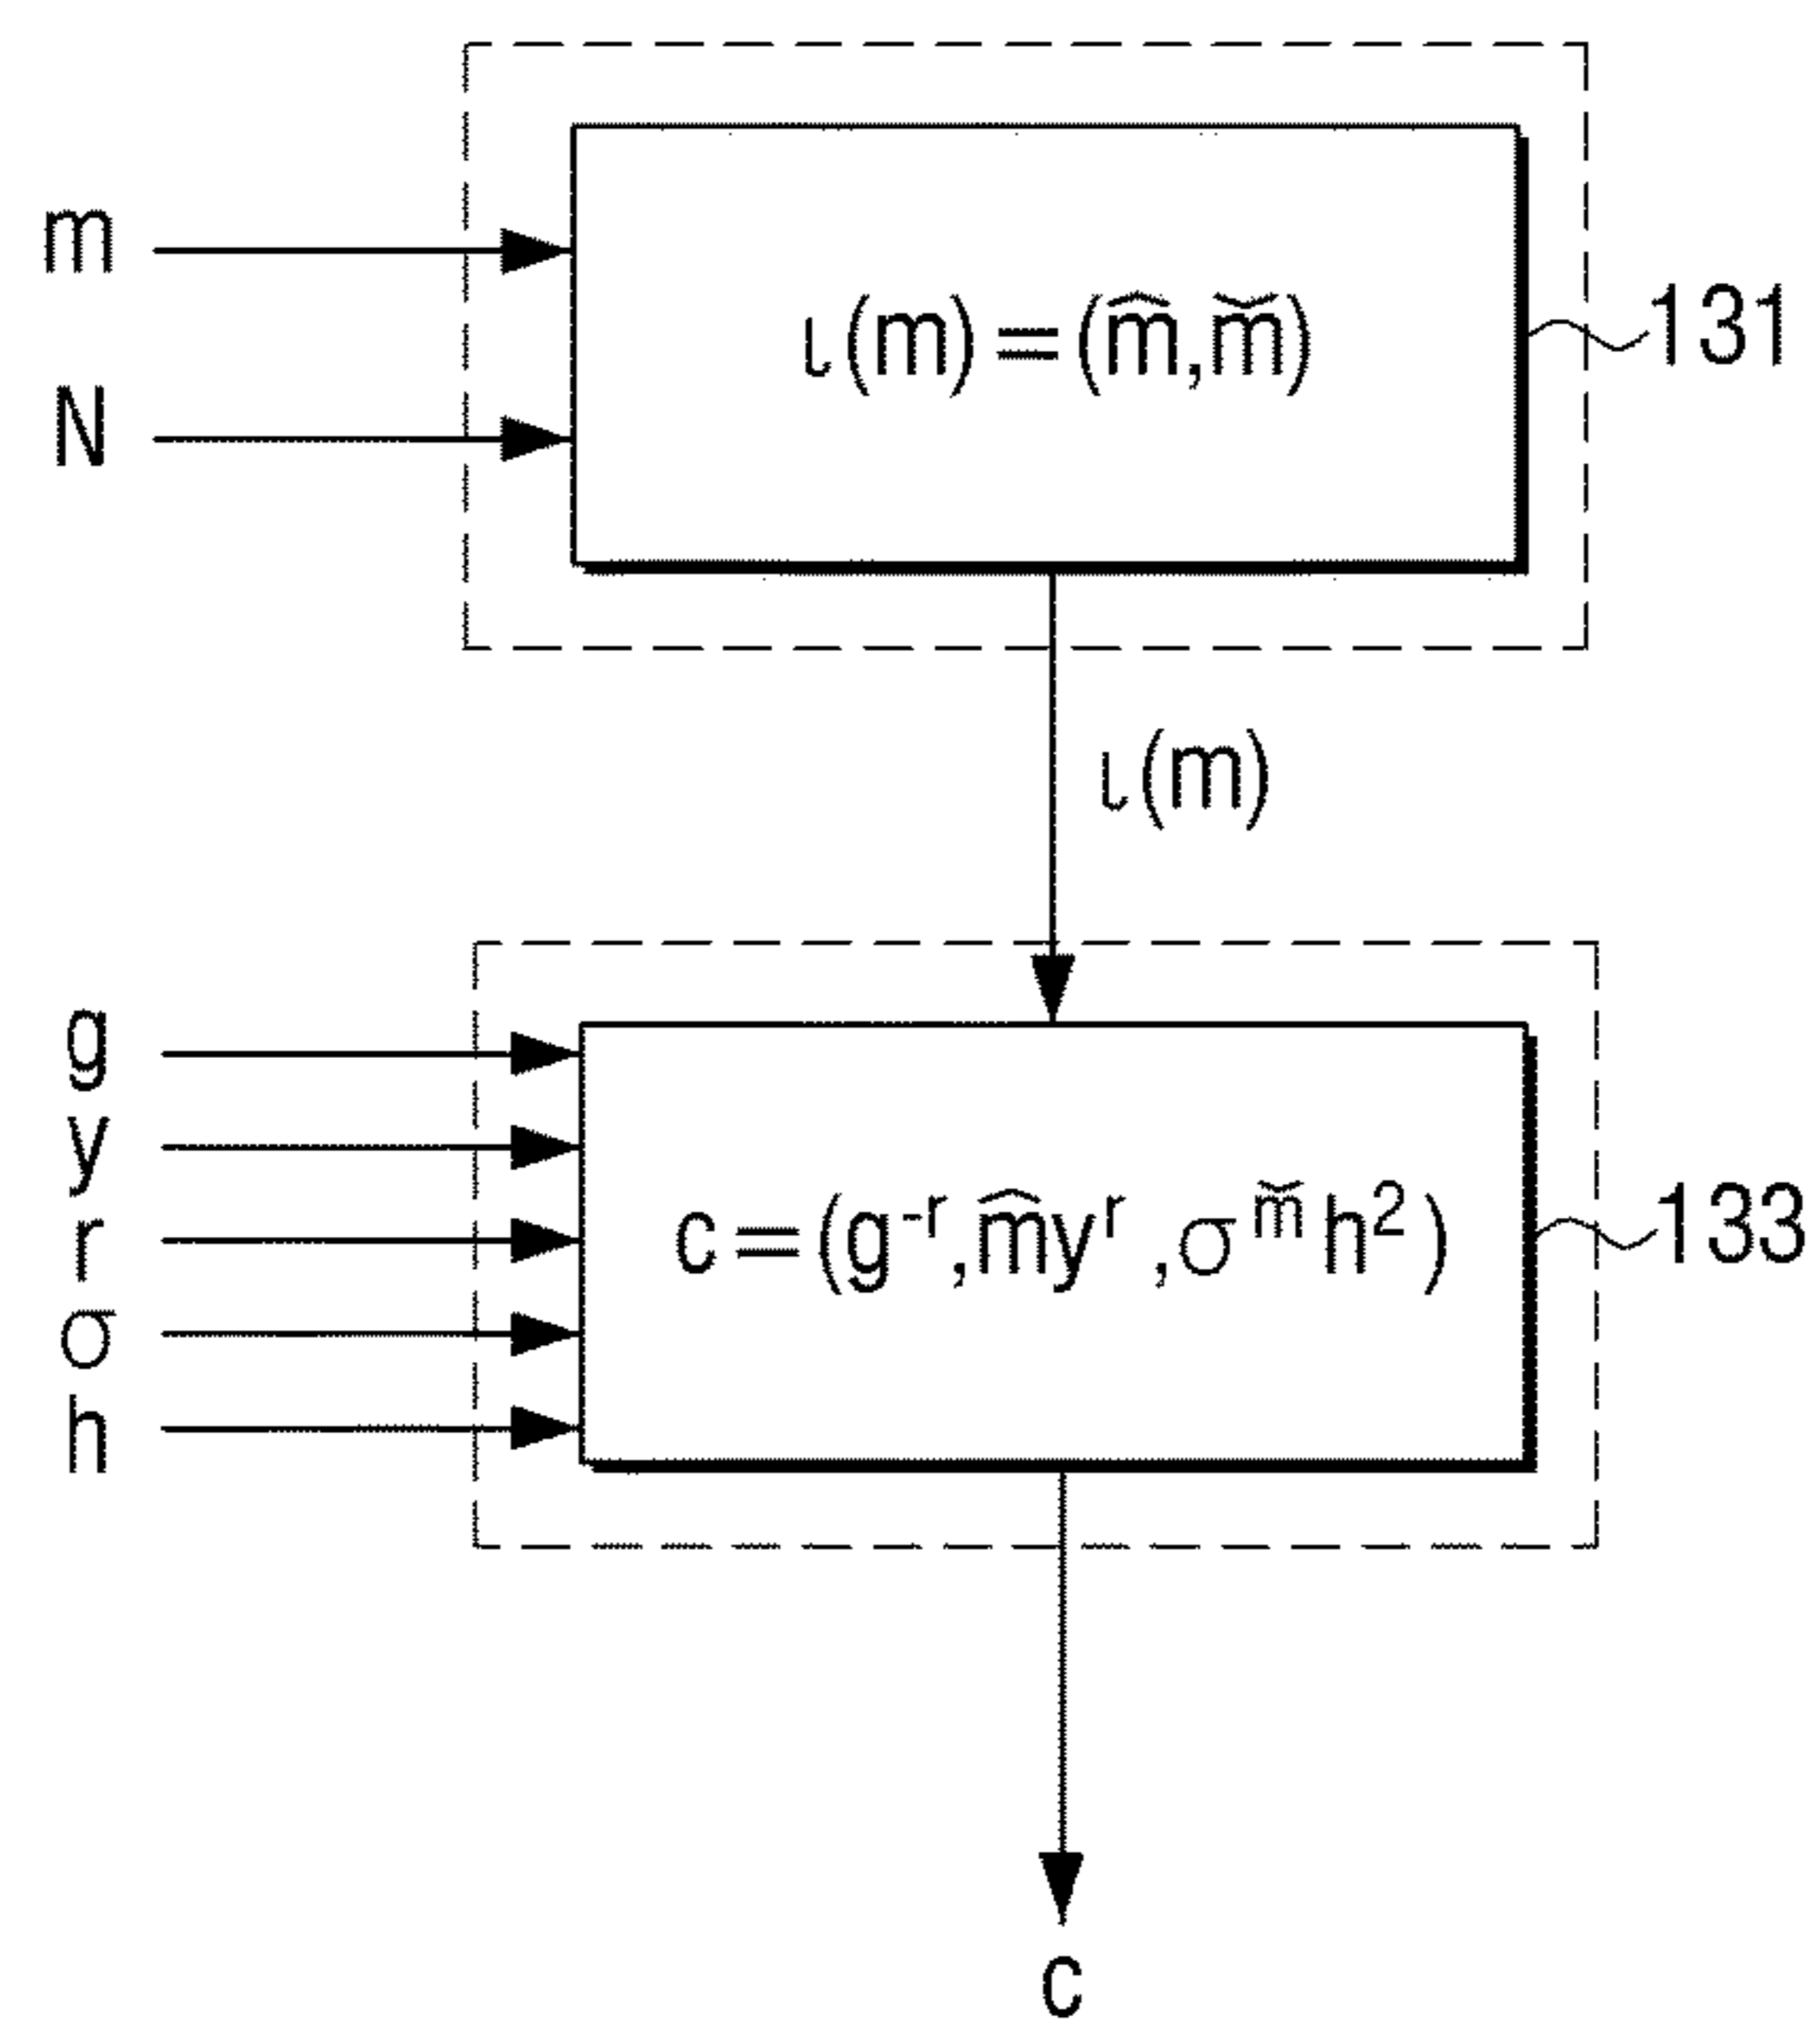 m
N
ι(m)=(m̂,m̆)
131
ι(m)
g
y
r
σ
h
c=(g⁻ʳ,m̂yʳ,σ^m̆ h²)
133
c